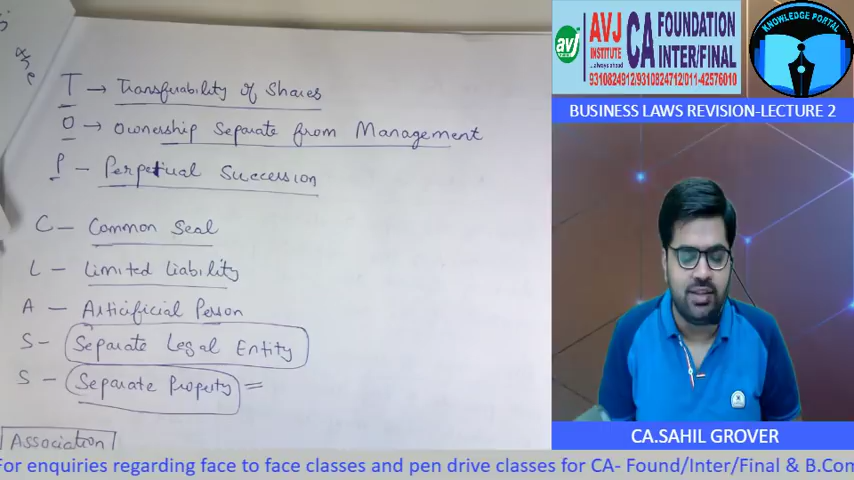 T → Transferability of Shares
O → Ownership Separate from Management
P - Perpetual Succession
C - Common Seal
L - Limited Liability
A - Artificial Person
S - Separate Legal Entity
S - Separate Property =
Association
avj
AVJ
INSTITUTE
...always ahead
CA FOUNDATION
INTER/FINAL
9310824912/9310824712/011-42576010
KNOWLEDGE PORTAL
BUSINESS LAWS REVISION-LECTURE 2
CA.SAHIL GROVER
For enquiries regarding face to face classes and pen drive classes for CA- Found/Inter/Final & B.Com